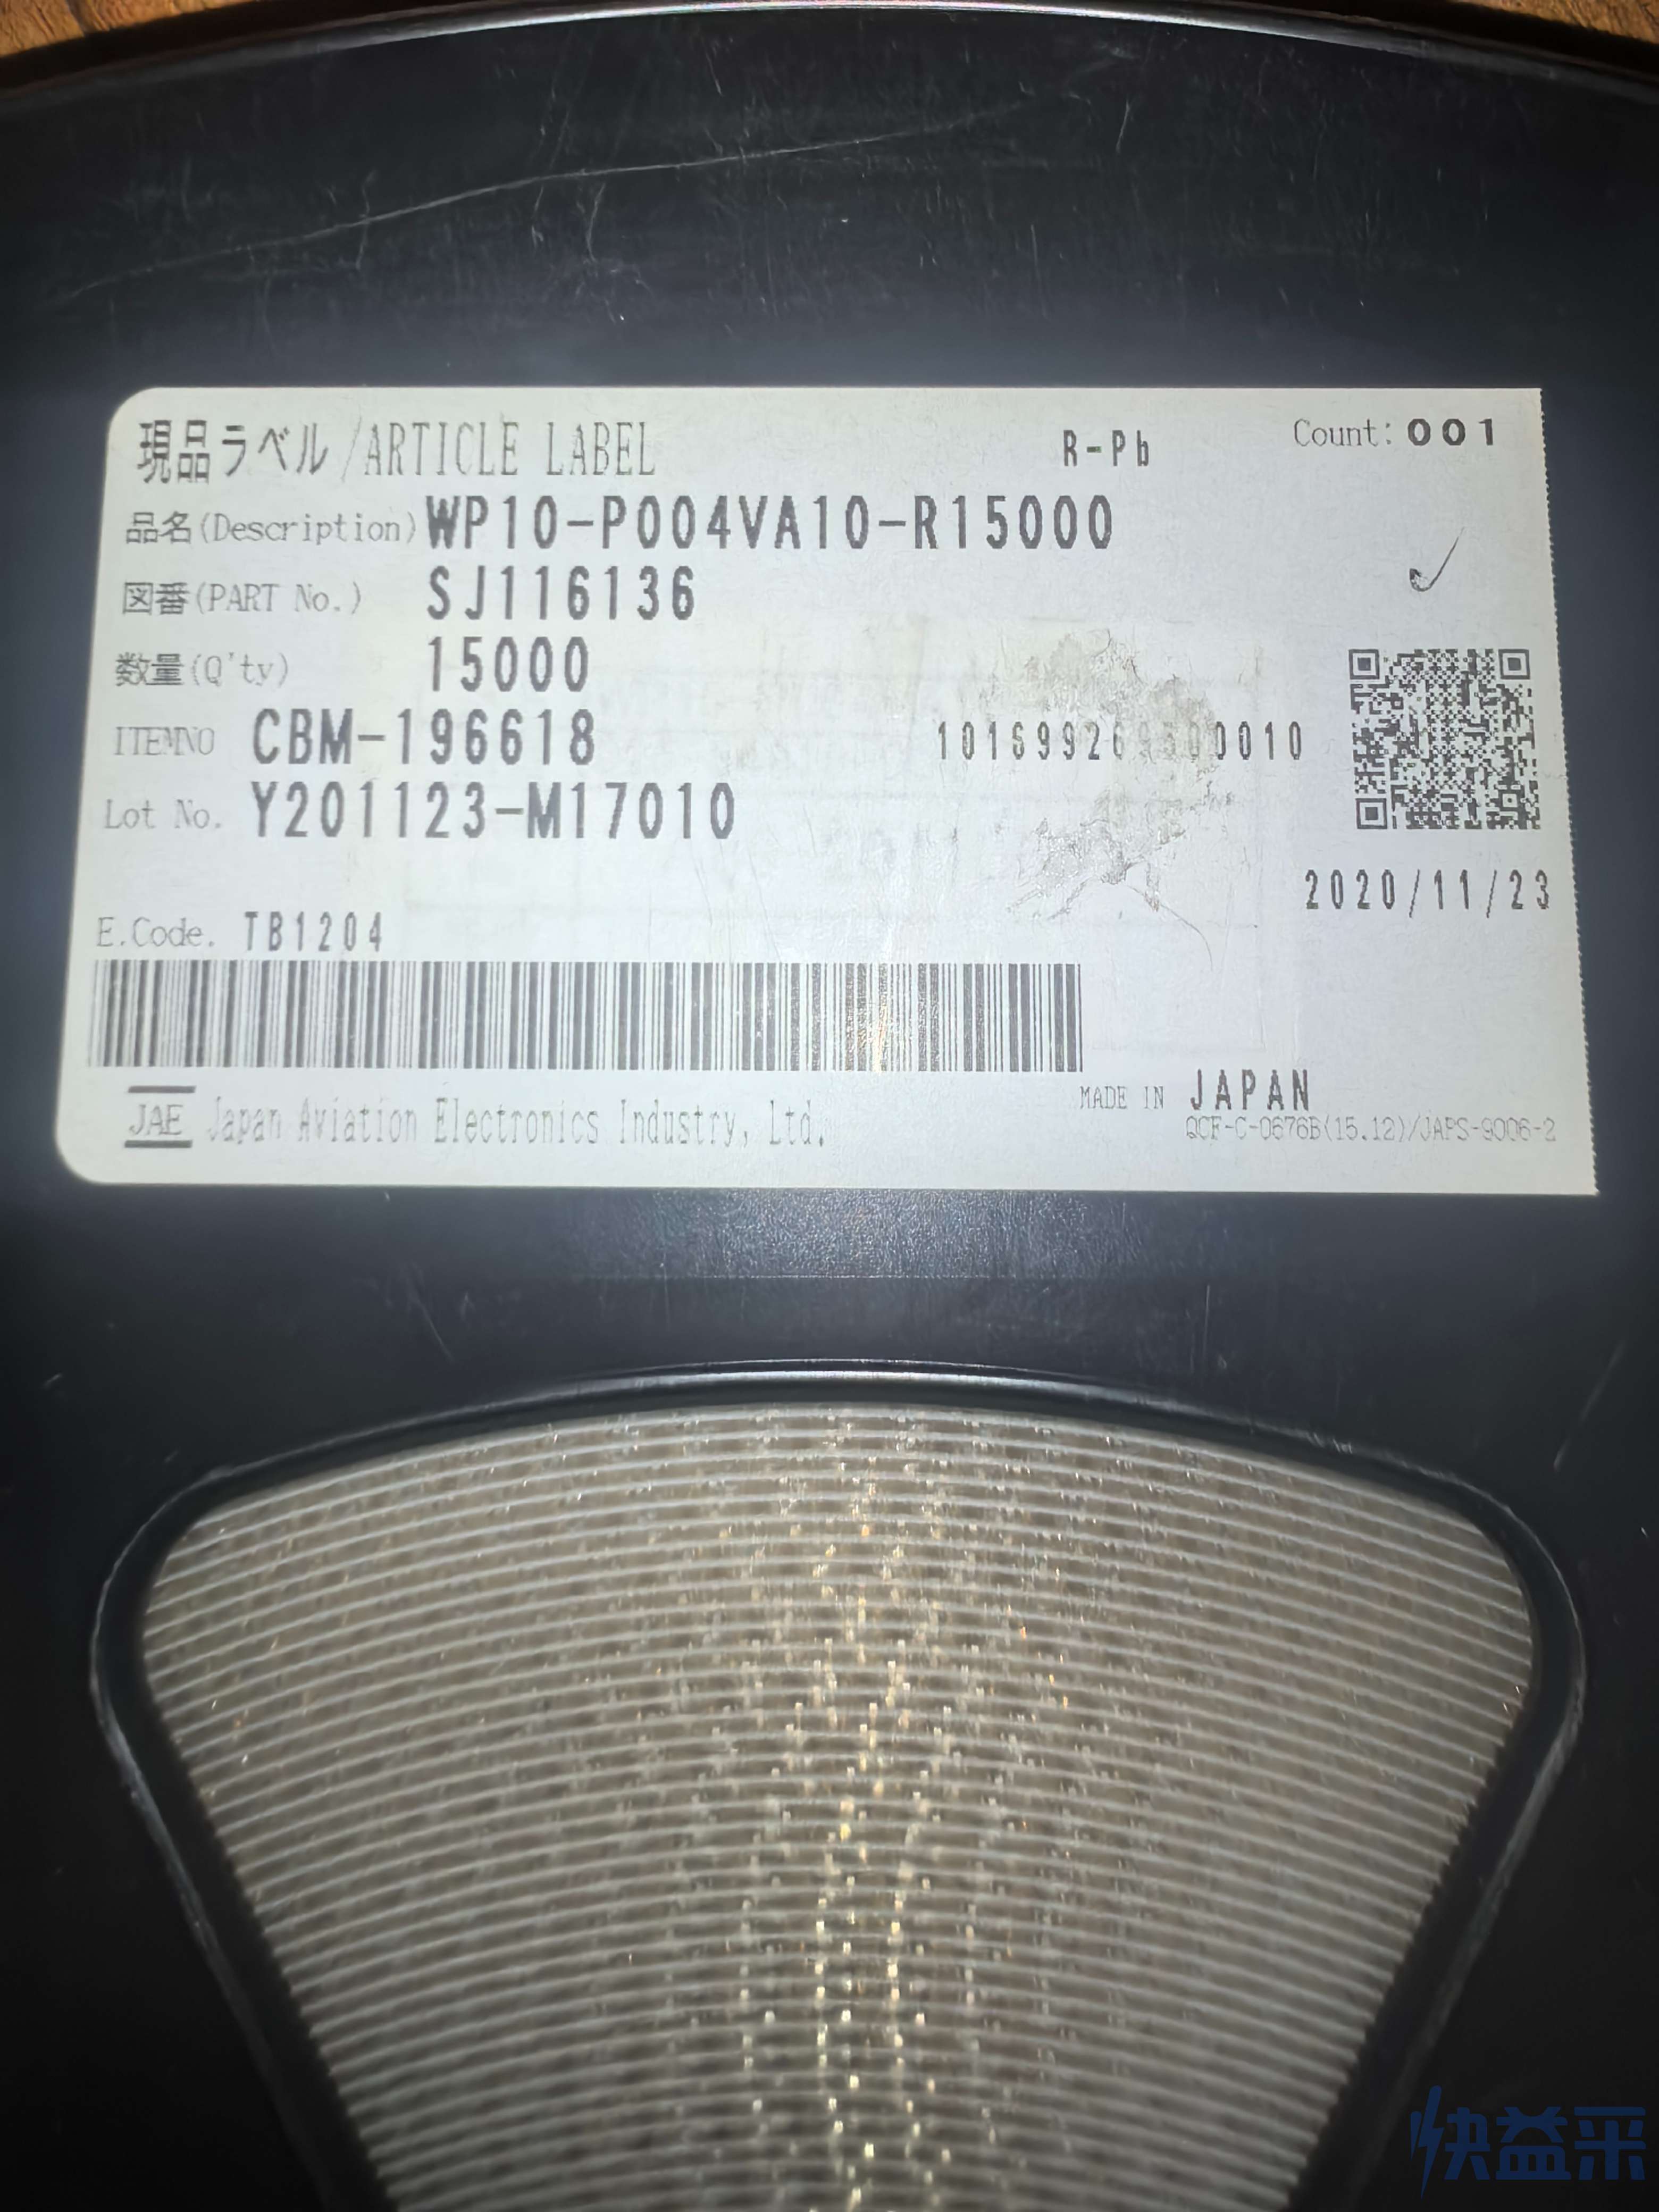 現品ラベル/ARTICLE LABEL
R-Pb
Count: 001
品名(Description) WP10-P004VA10-R15000
図番(PART No.) SJ116136
数量(Q'ty) 15000
ITEMNO CBM-196618
Lot No. Y201123-M17010
2020/11/23
E.Code. TB1204
MADE IN JAPAN
JAE Japan Aviation Electronics Industry, Ltd.
QCF-C-0676B(15.12)/JAPS-9006-2
快益采